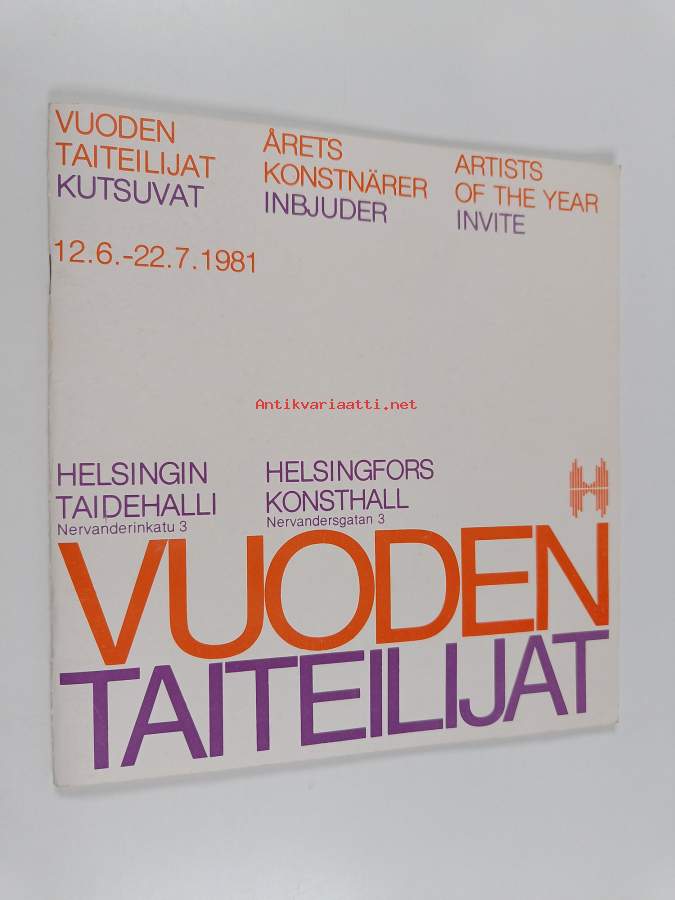 VUODEN
TAITEILIJAT
KUTSUVAT
ÅRETS
KONSTNÄRER
INBJUDER
ARTISTS
OF THE YEAR
INVITE
12.6.-22.7.1981
Antikvariaatti.net
HELSINGIN
TAIDEHALLI
Nervanderinkatu 3
HELSINGFORS
KONSTHALL
Nervandersgatan 3
VUODEN
TAITEILIJAT